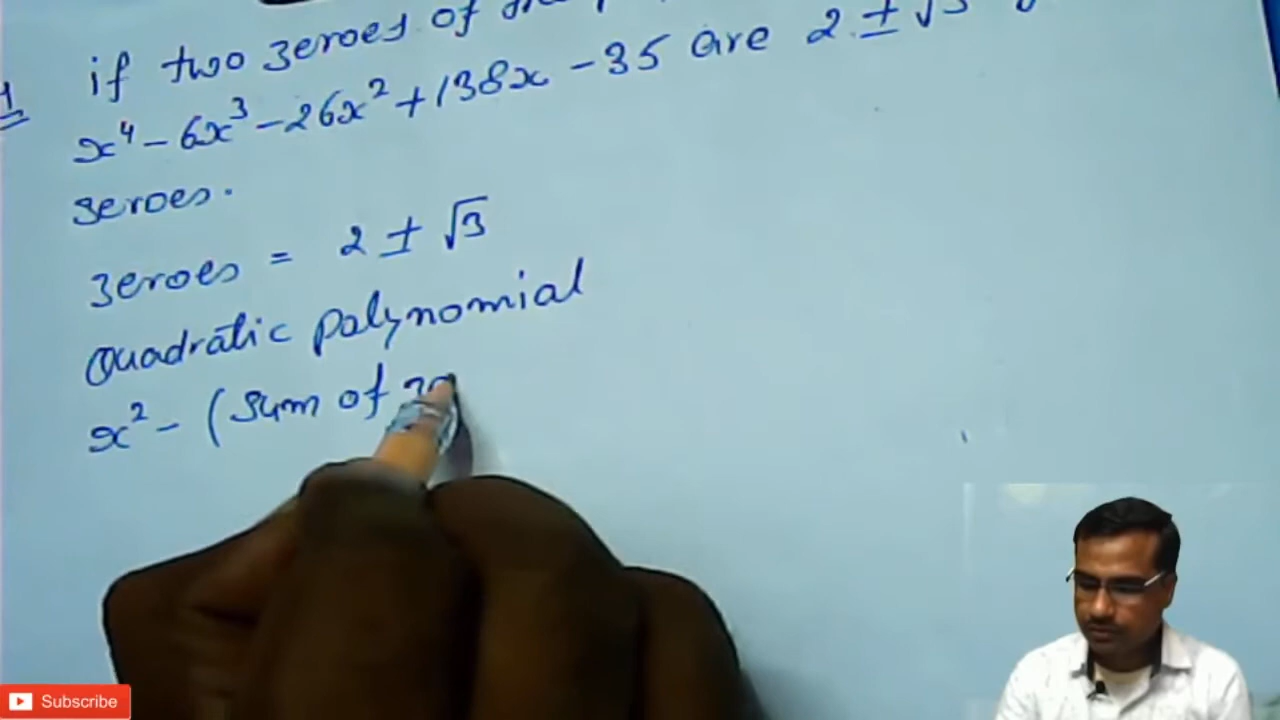 if two zeroes of the
x⁴ - 6x³ - 26x² + 138x - 35 are 2 ± √3
zeroes.
zeroes = 2 ± √3
Quadratic polynomial
x² - (Sum of
Subscribe